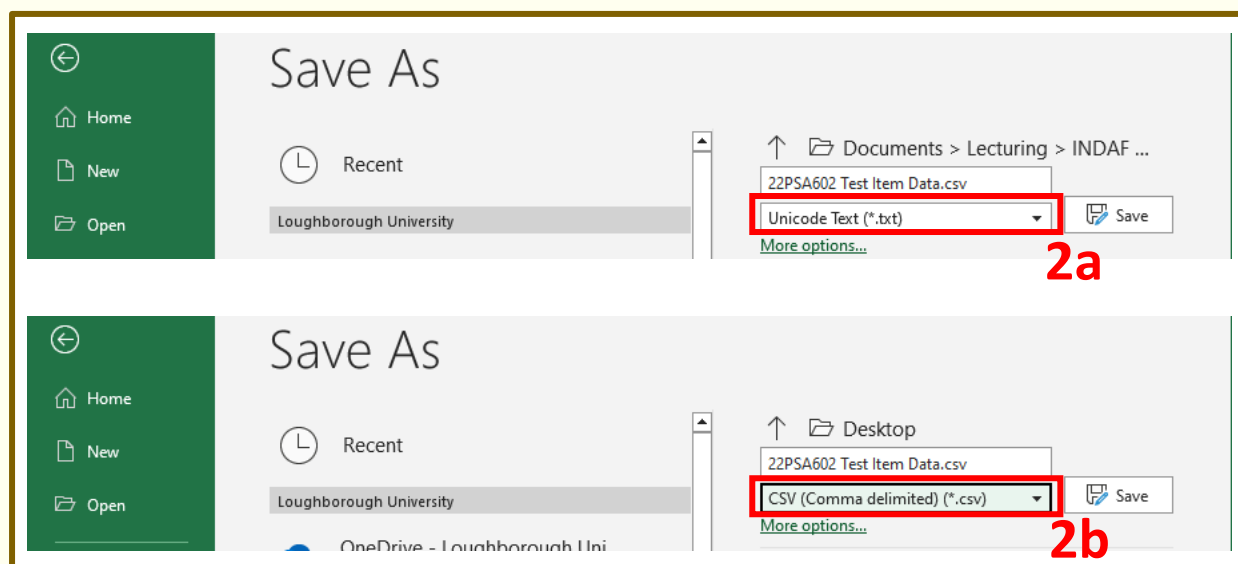 Save As
Home
New
Open
Recent
Loughborough University
Documents > Lecturing > INDAF ...
22PSA602 Test Item Data.csv
Unicode Text (*.txt)
Save
More options...
2a
Save As
Home
New
Open
Recent
Loughborough University
OneDrive - Loughborough Uni
Desktop
22PSA602 Test Item Data.csv
CSV (Comma delimited) (*.csv)
Save
More options...
2b